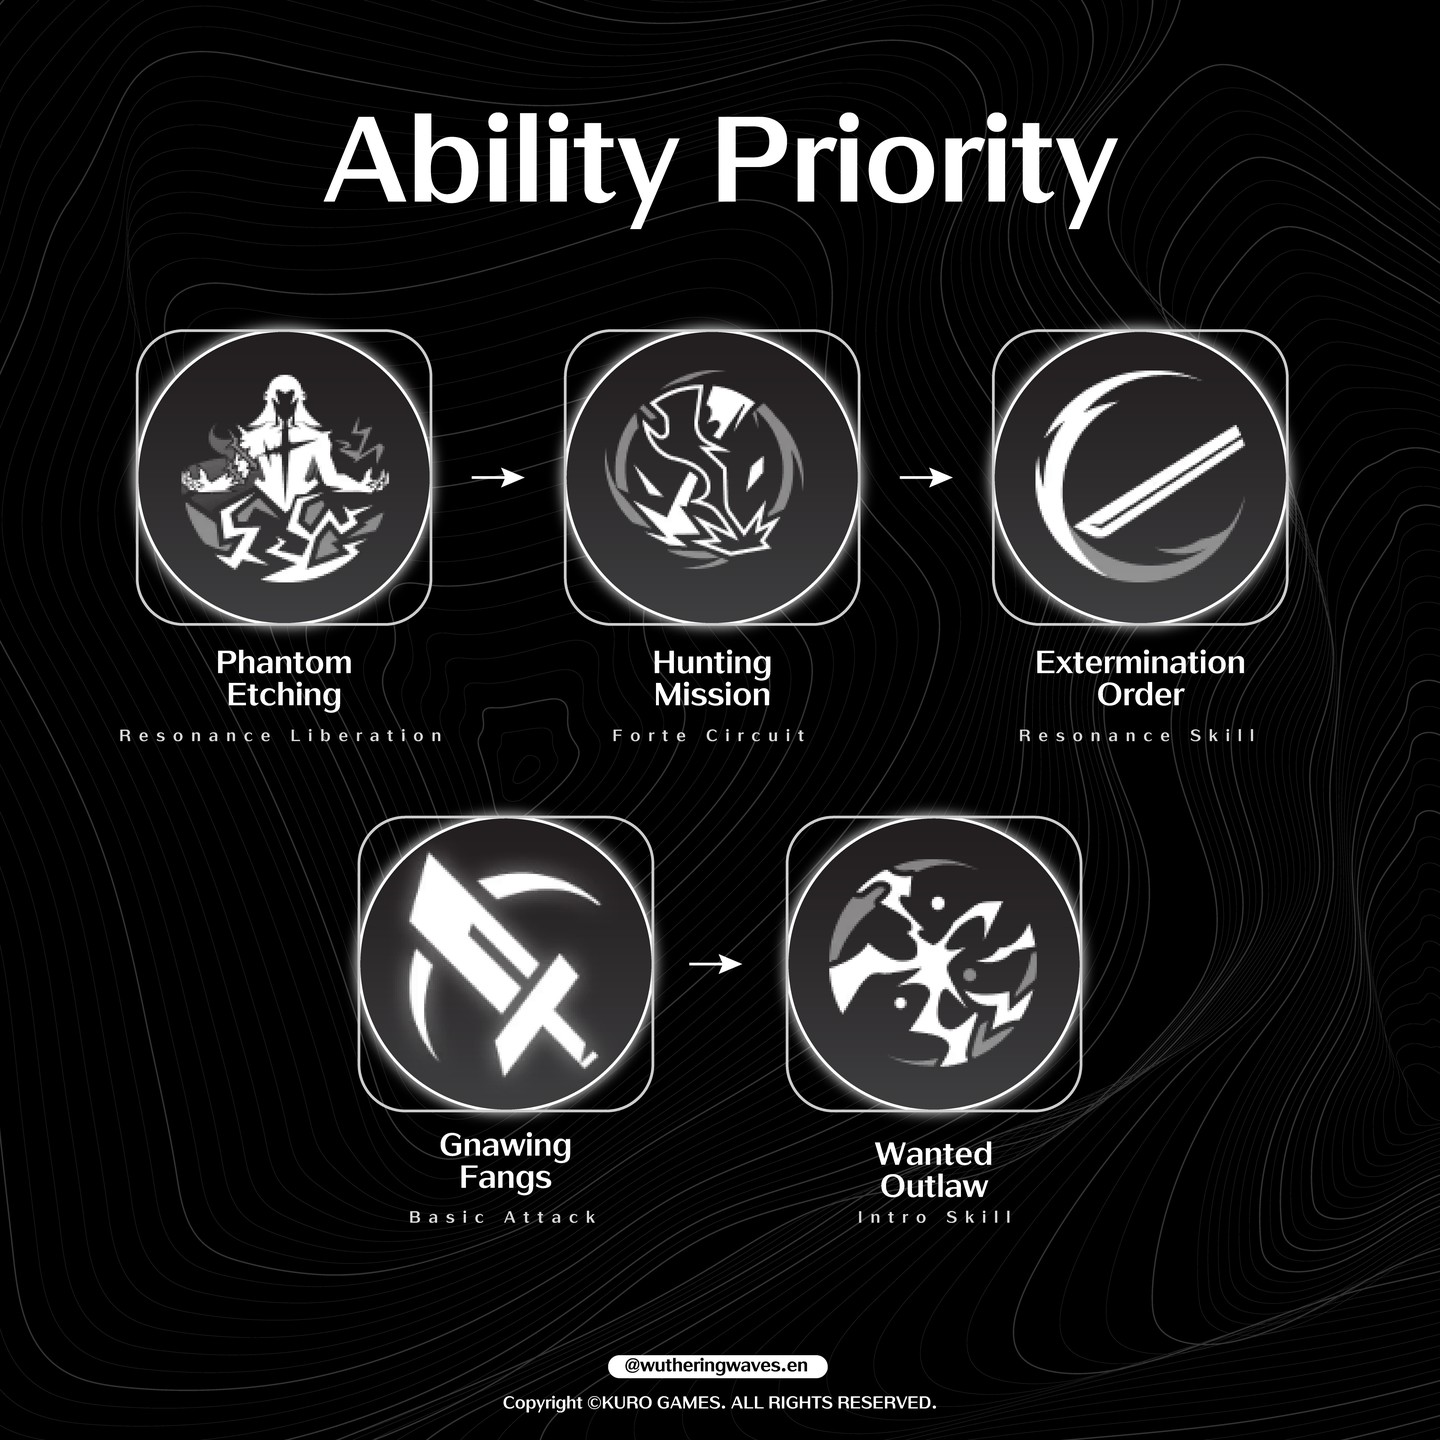 Ability Priority
Phantom
Etching
Resonance Liberation
Hunting
Mission
Forte Circuit
Extermination
Order
Resonance Skill
Gnawing
Fangs
Basic Attack
Wanted
Outlaw
Intro Skill
@wutheringwaves.en
Copyright ©KURO GAMES. ALL RIGHTS RESERVED.